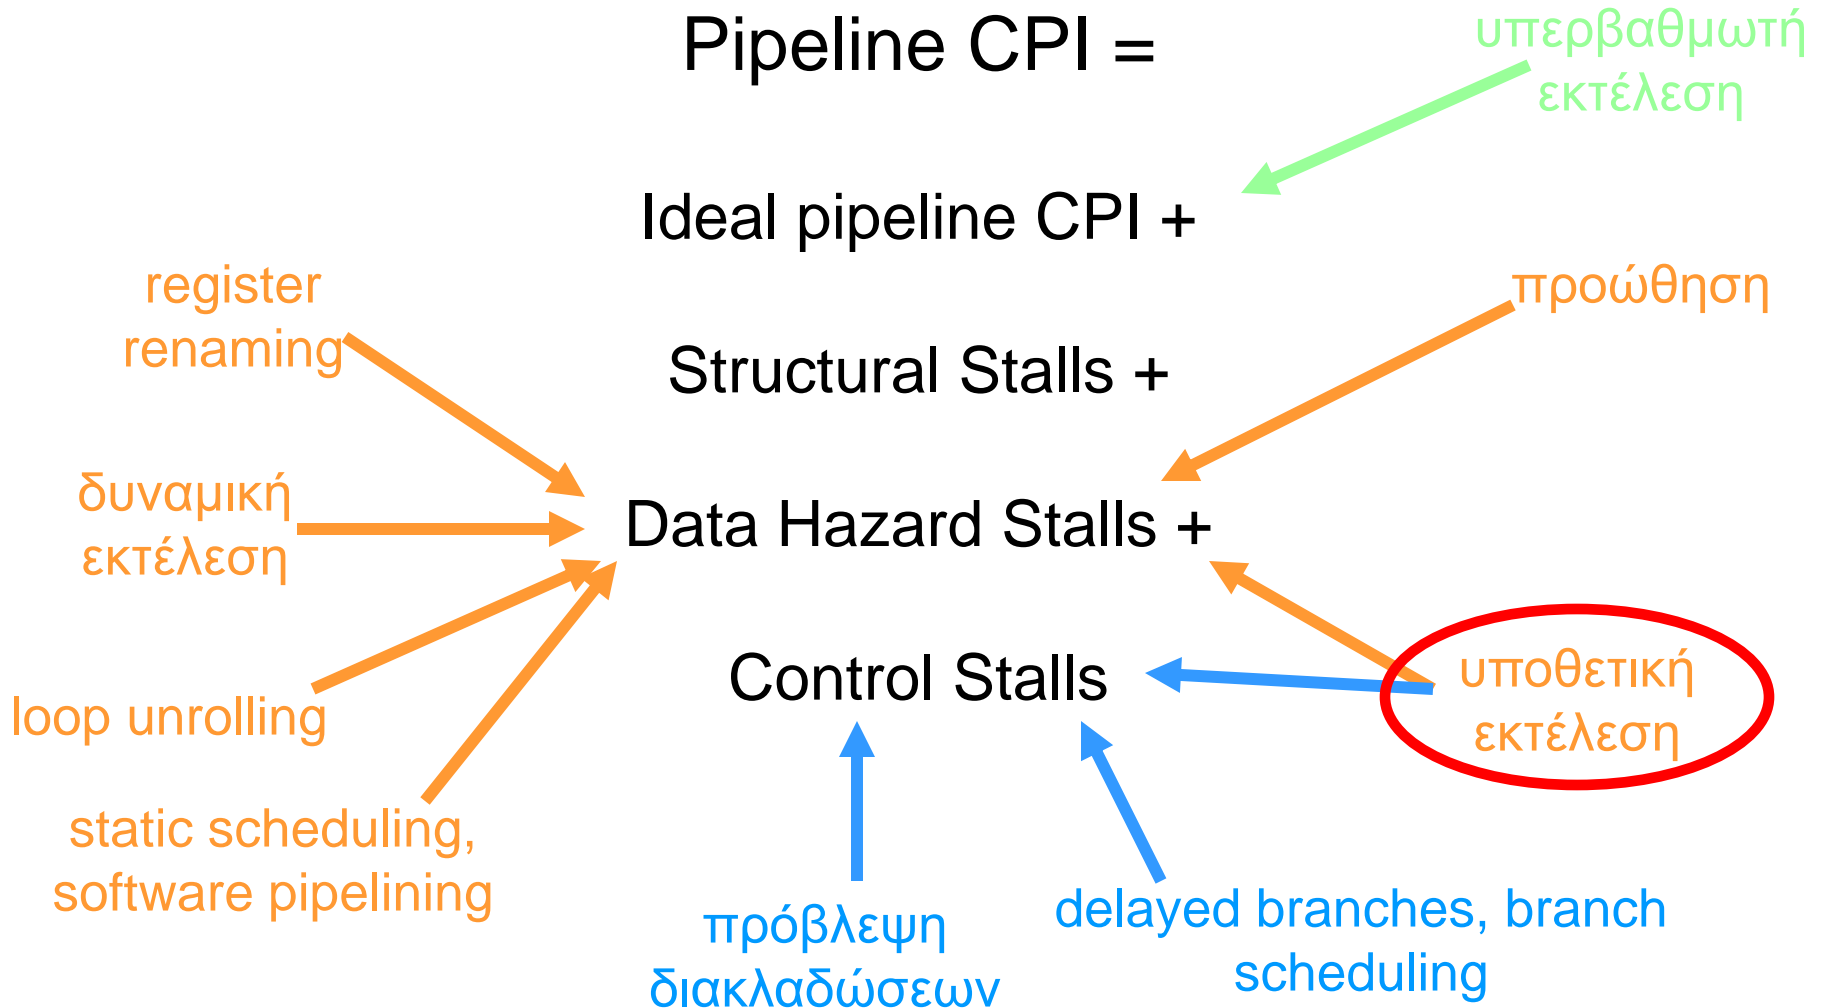 Pipeline CPI =
υπερβαθμωτή
εκτέλεση
Ideal pipeline CPI +
register
renaming
προώθηση
Structural Stalls +
δυναμική
εκτέλεση
Data Hazard Stalls +
Control Stalls
υποθετική
εκτέλεση
loop unrolling
static scheduling,
software pipelining
πρόβλεψη
διακλαδώσεων
delayed branches, branch
scheduling